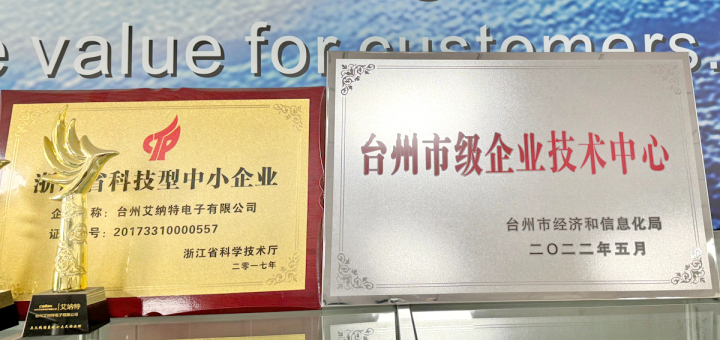 value for customers.
浙江省科技型中小企业
企 称：台州艾纳特电子有限公司
证 号：20173310000557
浙江省科学技术厅
二零一七年
台州市级企业技术中心
台州市经济和信息化局
二〇二二年五月
艾纳特